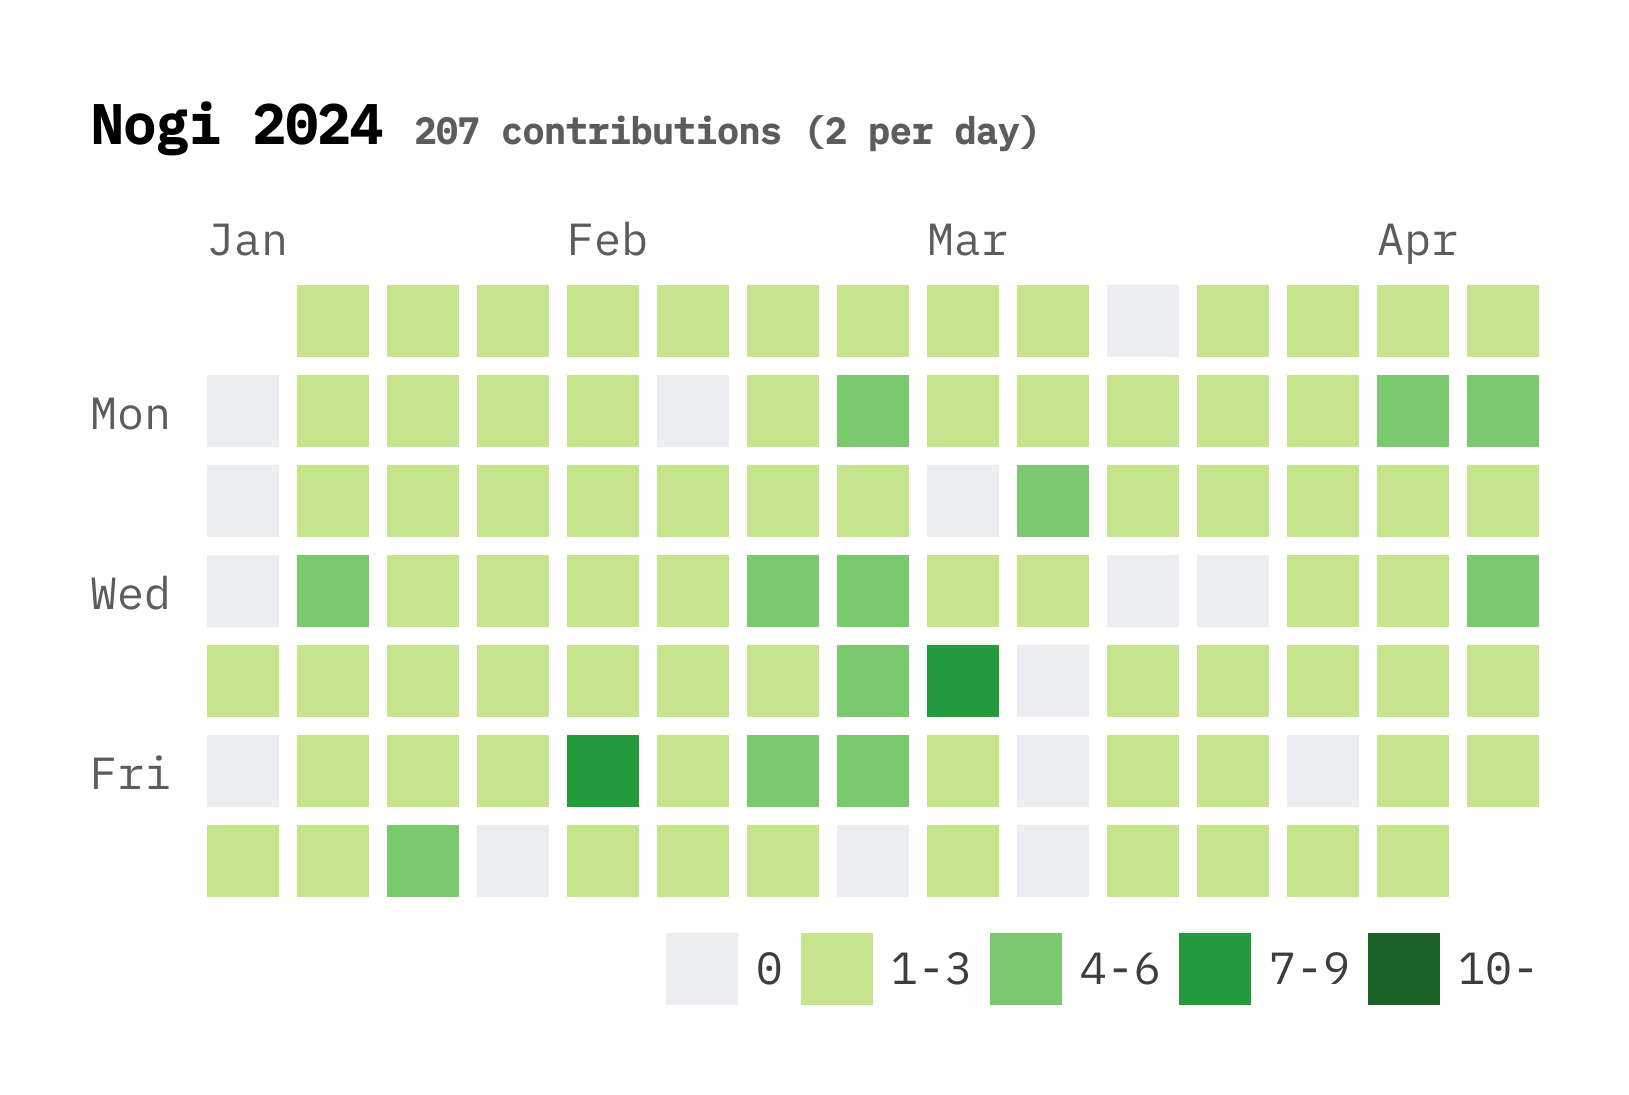 Nogi 2024 207 contributions (2 per day)
Jan Feb Mar Apr
Mon
Wed
Fri
0 1-3 4-6 7-9 10-